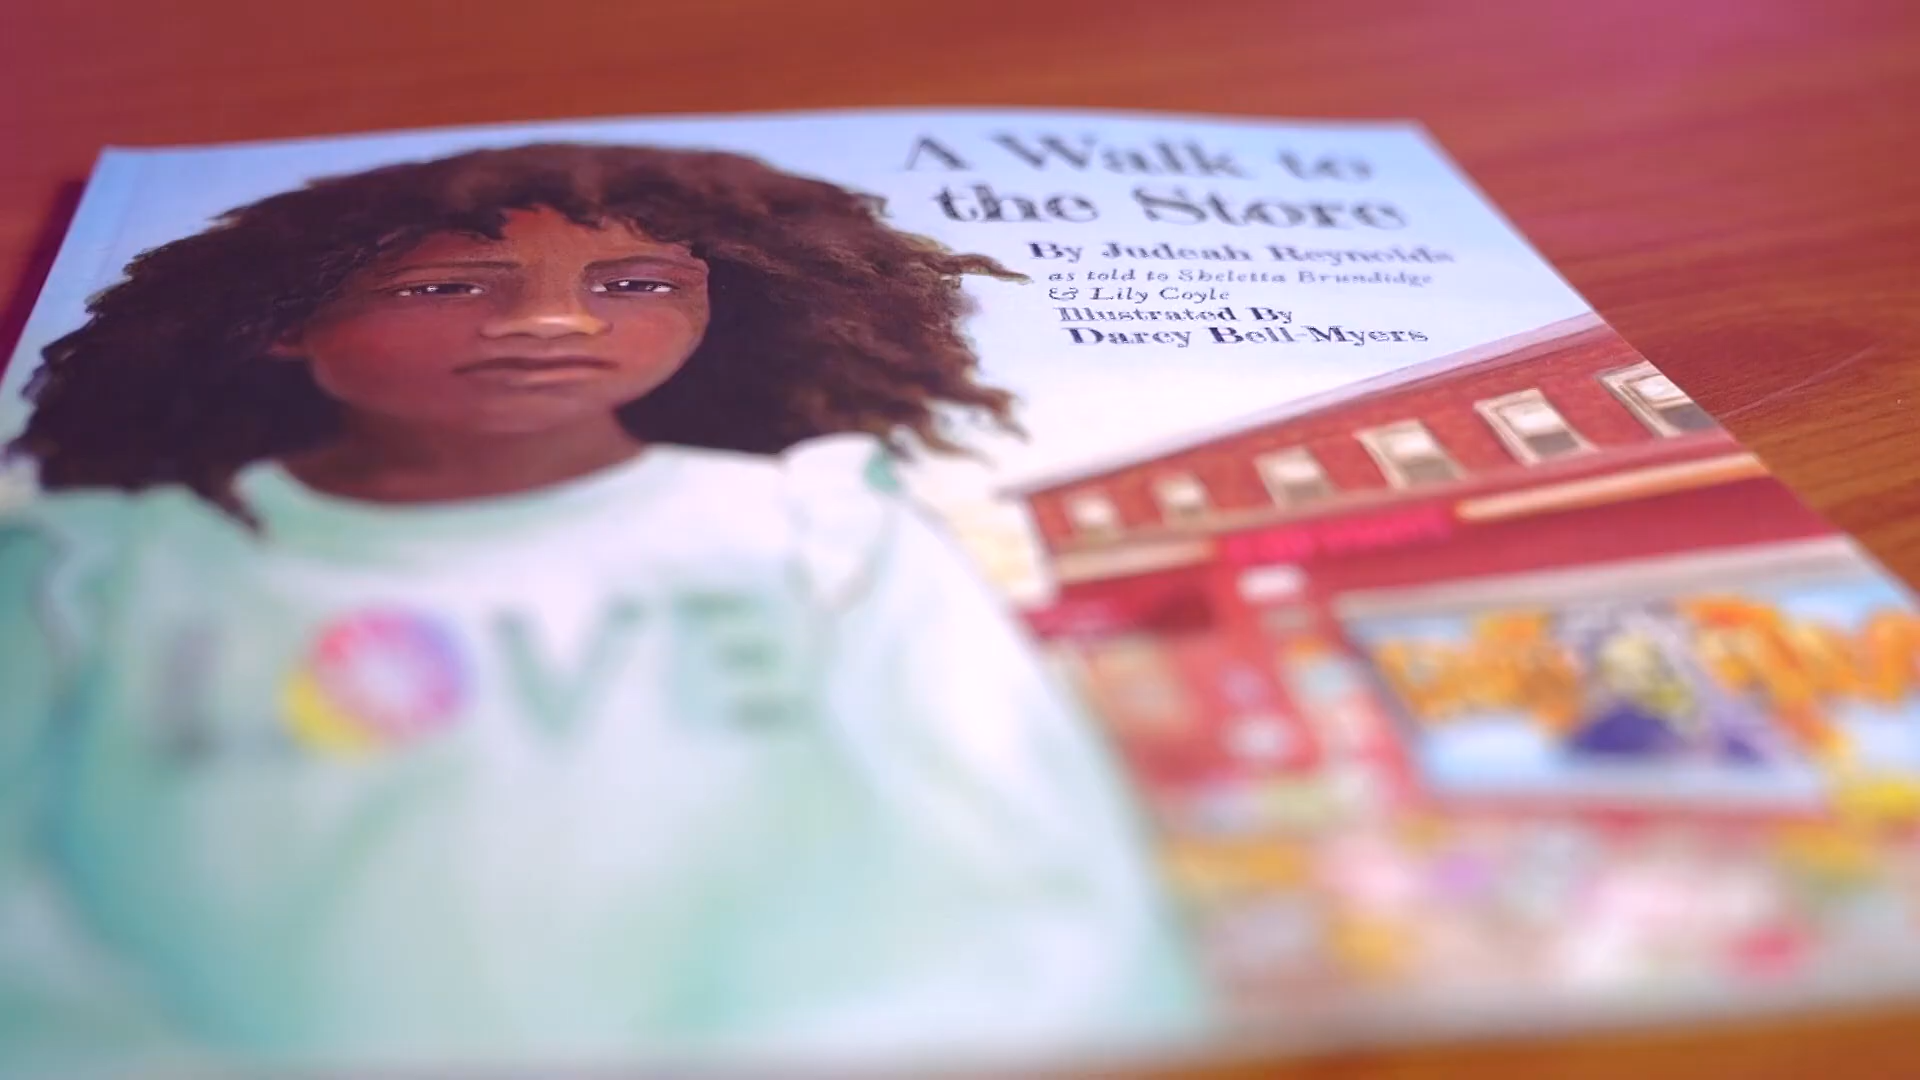 A Walk to
the Store
By Judeah Reynolds
as told to Sheletta Brundidge
& Lily Coyle
Illustrated By
Darcy Bell-Myers
LOVE